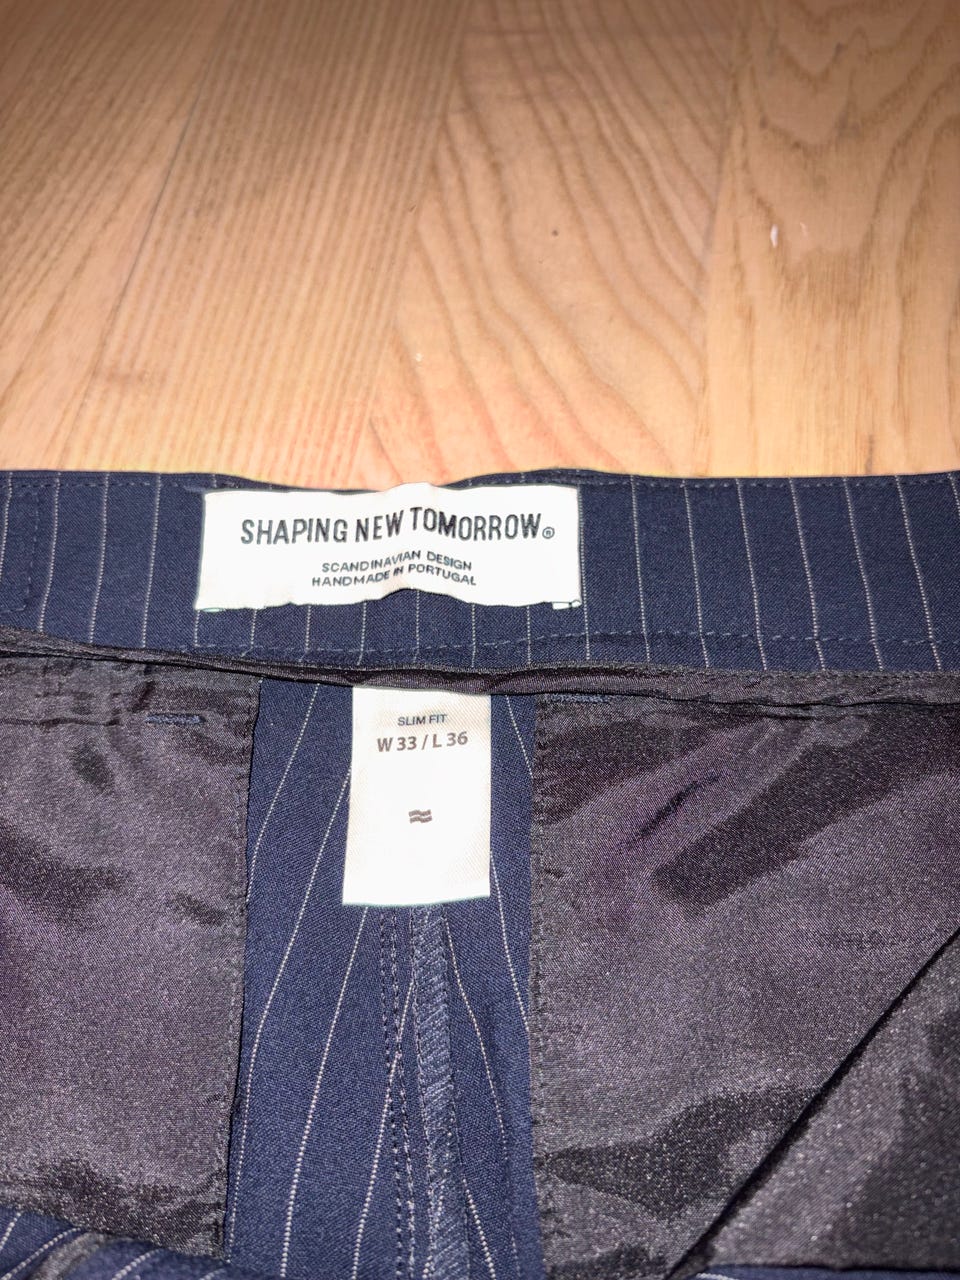 SHAPING NEW TOMORROW®
SCANDINAVIAN DESIGN
HANDMADE IN PORTUGAL
SLIM FIT
W 33 / L 36